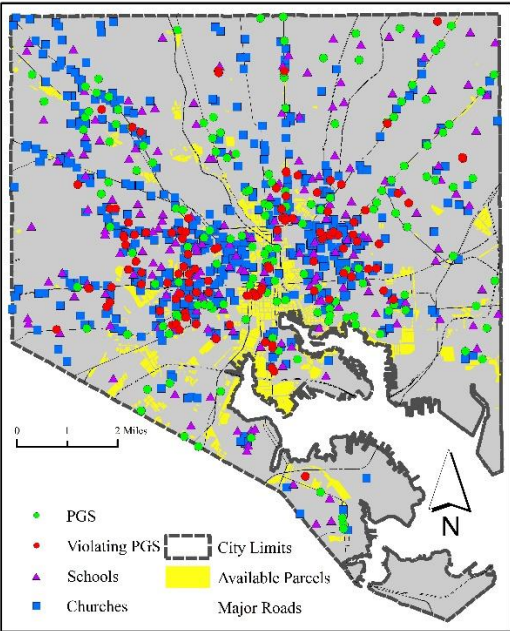 0 1 2 Miles
N
PGS
Violating PGS
City Limits
Schools
Available Parcels
Churches
Major Roads